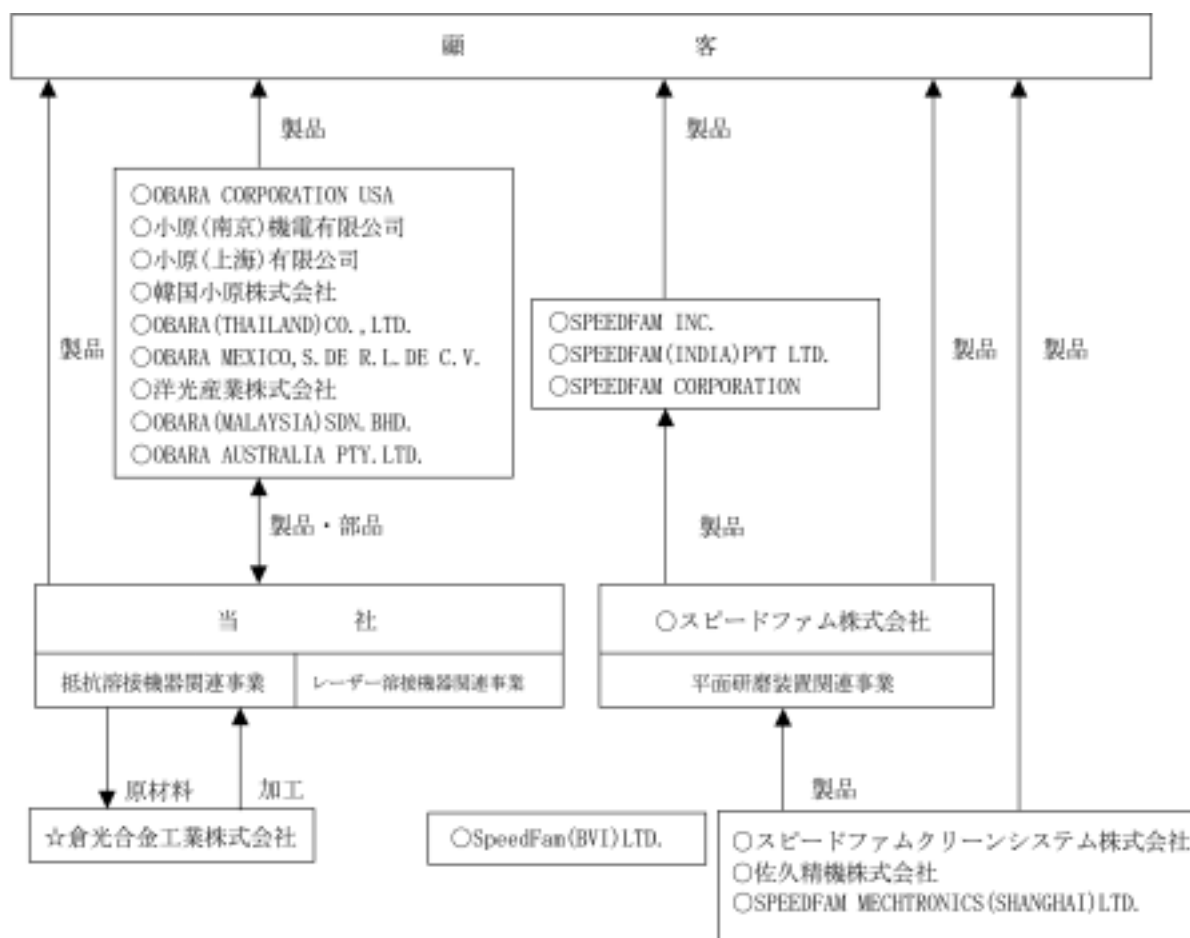 顧　客
製品
製品
○OBARA CORPORATION USA
○小原(南京)機電有限公司
○小原(上海)有限公司
○韓国小原株式会社
○OBARA(THAILAND)CO.,LTD.
○OBARA MEXICO,S.DE R.L.DE C.V.
○洋光産業株式会社
○OBARA(MALAYSIA)SDN.BHD.
○OBARA AUSTRALIA PTY.LTD.
○SPEEDFAM INC.
○SPEEDFAM(INDIA)PVT LTD.
○SPEEDFAM CORPORATION
製品
製品
製品
製品・部品
製品
当　社
○スピードファム株式会社
抵抗溶接機器関連事業
レーザー溶接機器関連事業
平面研磨装置関連事業
原材料
加工
製品
☆倉光合金工業株式会社
○SpeedFam(BVI)LTD.
○スピードファムクリーンシステム株式会社
○佐久精機株式会社
○SPEEDFAM MECHTRONICS(SHANGHAI)LTD.